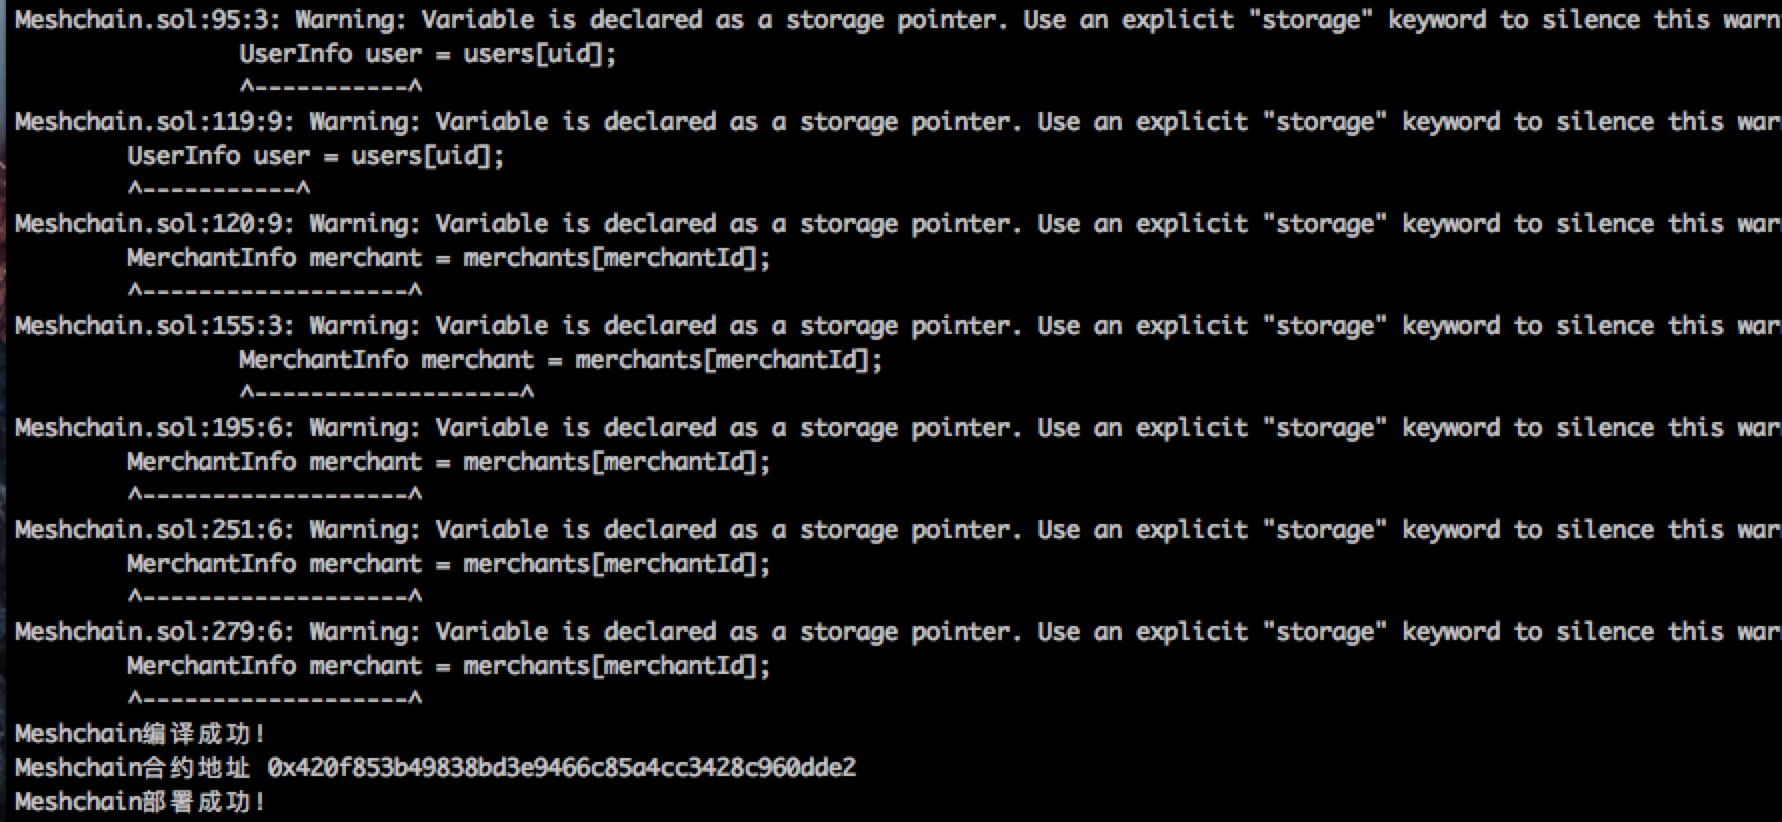 Meshchain.sol:95:3: Warning: Variable is declared as a storage pointer. Use an explicit "storage" keyword to silence this warn
UserInfo user = users[uid];
^-----------^
Meshchain.sol:119:9: Warning: Variable is declared as a storage pointer. Use an explicit "storage" keyword to silence this war
UserInfo user = users[uid];
^-----------^
Meshchain.sol:120:9: Warning: Variable is declared as a storage pointer. Use an explicit "storage" keyword to silence this war
MerchantInfo merchant = merchants[merchantId];
^-------------------^
Meshchain.sol:155:3: Warning: Variable is declared as a storage pointer. Use an explicit "storage" keyword to silence this war
MerchantInfo merchant = merchants[merchantId];
^-------------------^
Meshchain.sol:195:6: Warning: Variable is declared as a storage pointer. Use an explicit "storage" keyword to silence this war
MerchantInfo merchant = merchants[merchantId];
^-------------------^
Meshchain.sol:251:6: Warning: Variable is declared as a storage pointer. Use an explicit "storage" keyword to silence this war
MerchantInfo merchant = merchants[merchantId];
^-------------------^
Meshchain.sol:279:6: Warning: Variable is declared as a storage pointer. Use an explicit "storage" keyword to silence this war
MerchantInfo merchant = merchants[merchantId];
^-------------------^
Meshchain编译成功!
Meshchain合约地址 0x420f853b49838bd3e9466c85a4cc3428c960dde2
Meshchain部署成功!